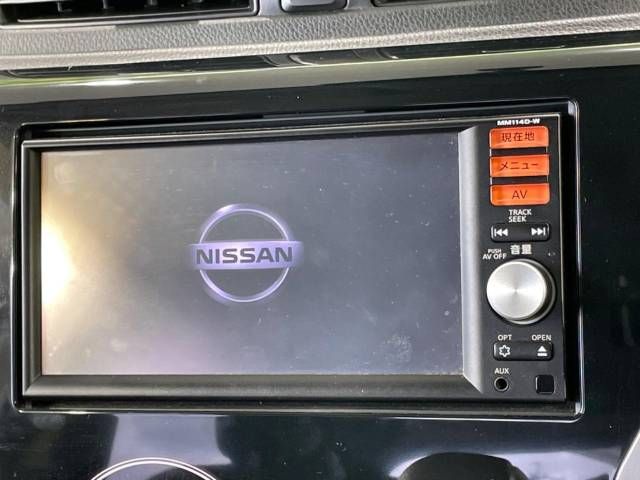 MM114D-W
現在地
メニュー
AV
TRACK
SEEK
音量
PUSH
AV OFF
NISSAN
OPT
OPEN
AUX